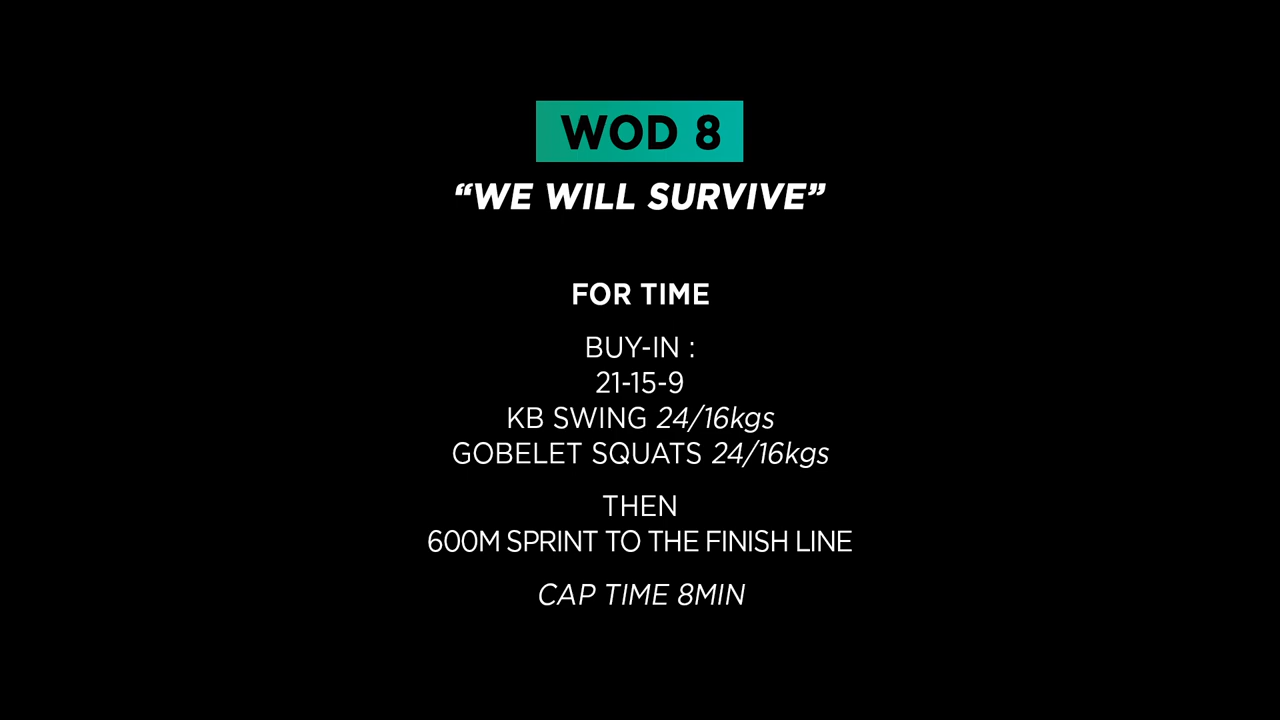 WOD 8
“WE WILL SURVIVE”
FOR TIME
BUY-IN :
21-15-9
KB SWING 24/16kgs
GOBELET SQUATS 24/16kgs
THEN
600M SPRINT TO THE FINISH LINE
CAP TIME 8MIN